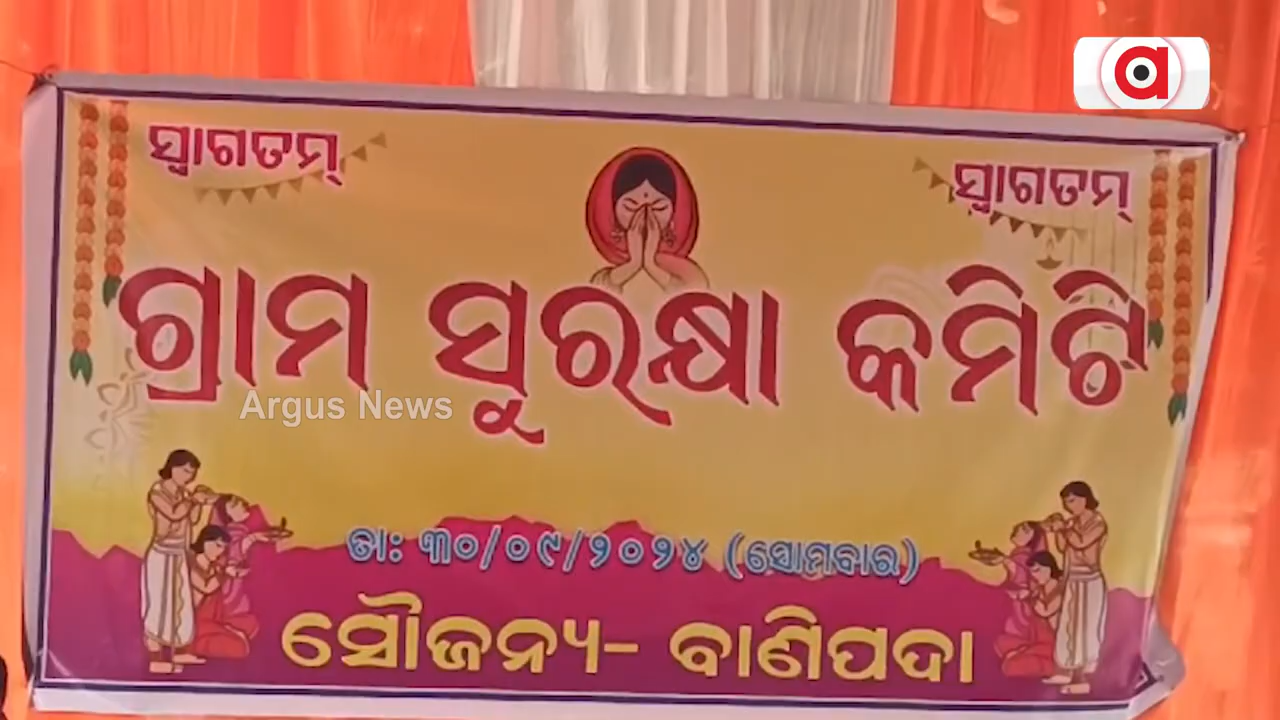 ସ୍ୱାଗତମ୍
ସ୍ୱାଗତମ୍
ଗ୍ରାମ ସୁରକ୍ଷା କମିଟି
Argus News
ତା: ୩୦/୦୯/୨୦୨୪ (ସୋମବାର)
ସୌଜନ୍ୟ- ବାଣିପଦା